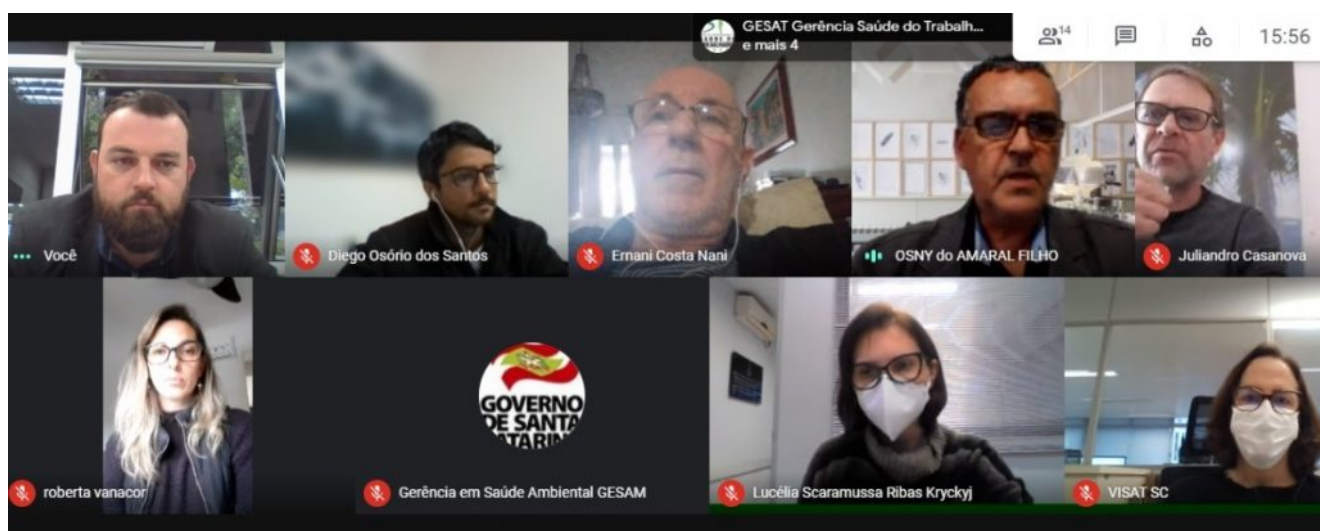 GESAT Gerência Saúde do Trabalh...
e mais 4
14
15:56
Você
Diego Osório dos Santos
Ernani Costa Nani
OSNY do AMARAL FILHO
Juliandro Casanova
roberta vanacor
GOVERNO
DE SANTA
CATARINA
Gerência em Saúde Ambiental GESAM
Lucélia Scaramussa Ribas Kryckyj
VISAT SC